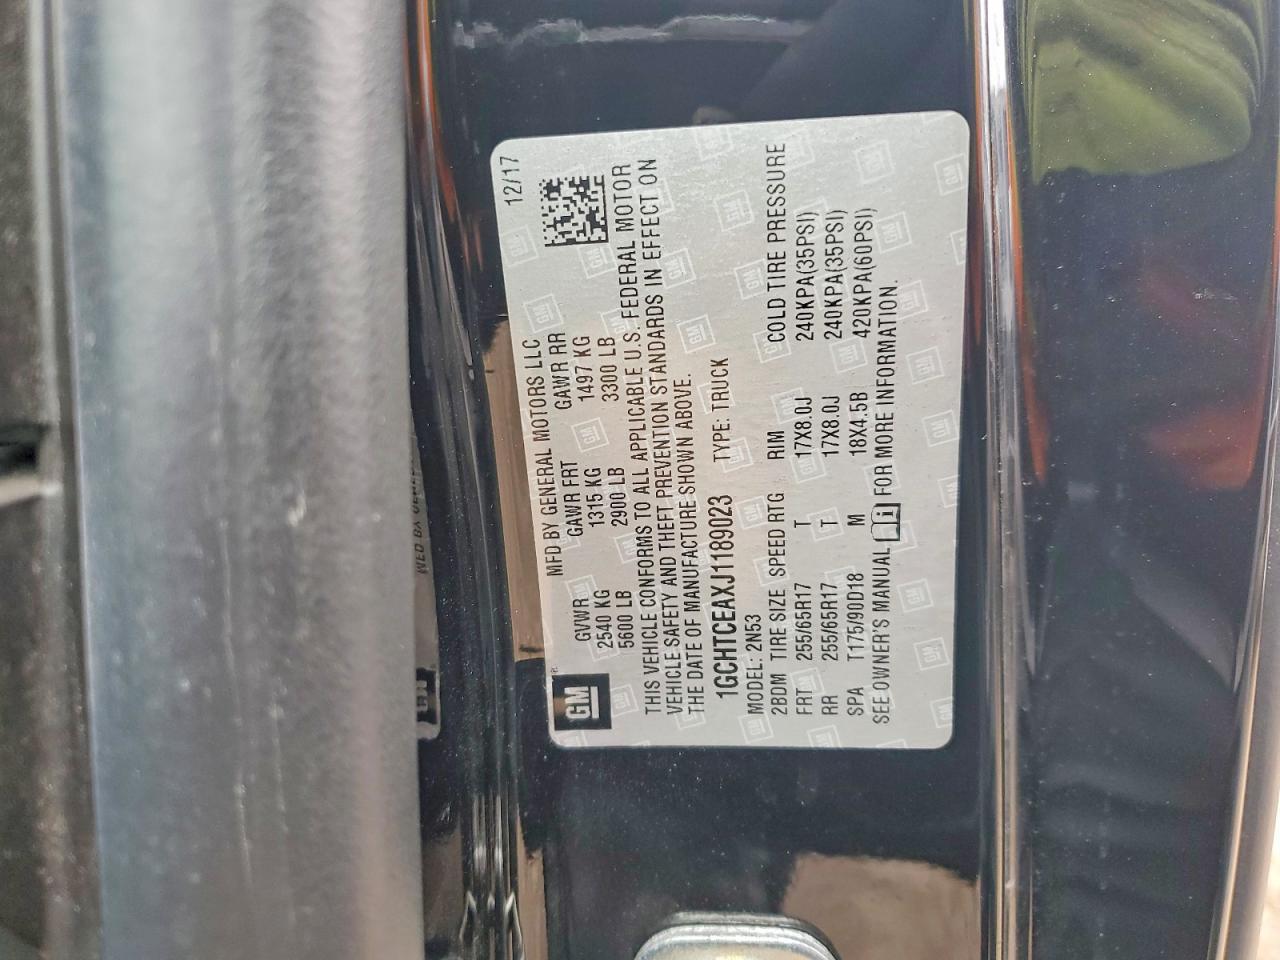 12/17
GM
MFD BY GENERAL MOTORS LLC
GVWR GAWR FRT GAWR RR
2540 KG 1315 KG 1497 KG
5600 LB 2900 LB 3300 LB
THIS VEHICLE CONFORMS TO ALL APPLICABLE U.S. FEDERAL MOTOR
VEHICLE SAFETY AND THEFT PREVENTION STANDARDS IN EFFECT ON
THE DATE OF MANUFACTURE SHOWN ABOVE.
1GCHTCEAXJ1189023 TYPE: TRUCK
MODEL: 2N53
2BDM TIRE SIZE SPEED RTG RIM COLD TIRE PRESSURE
FRT 255/65R17 T 17X8.0J 240KPA(35PSI)
RR 255/65R17 T 17X8.0J 240KPA(35PSI)
SPA T175/90D18 M 18X4.5B 420KPA(60PSI)
SEE OWNER'S MANUAL FOR MORE INFORMATION.